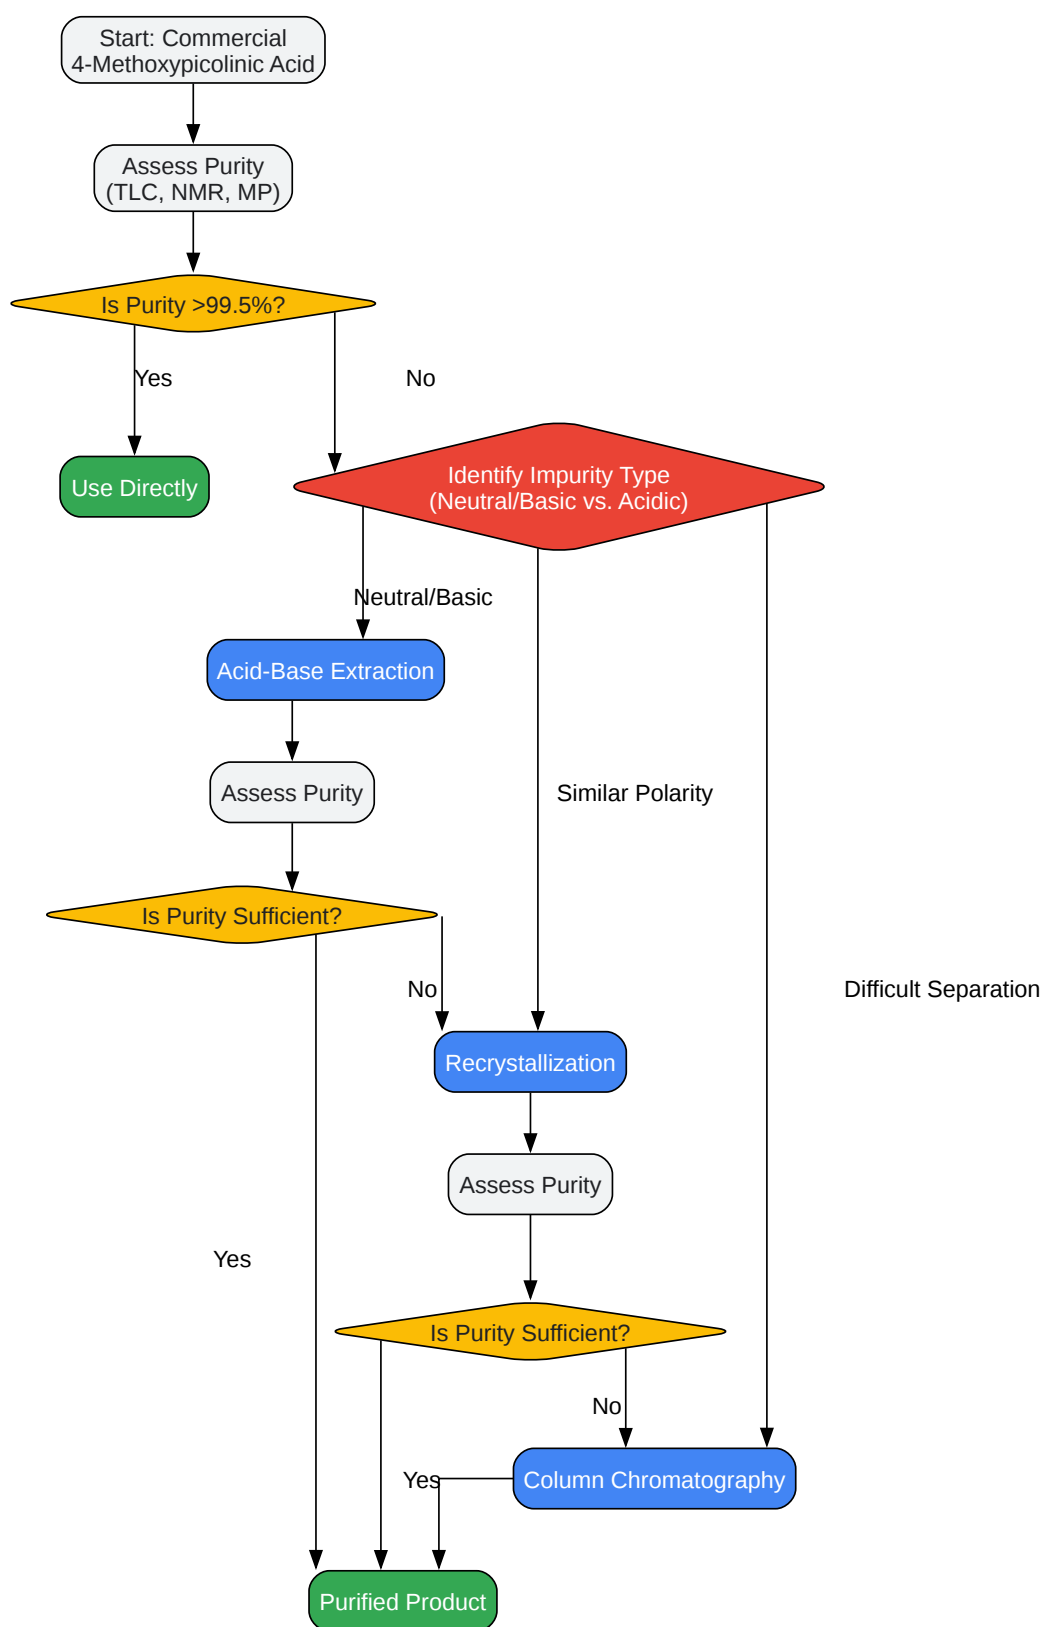 Start: Commercial
4-Methoxypicolinic Acid
Assess Purity
(TLC, NMR, MP)
Is Purity >99.5%?
Yes
No
Use Directly
Identify Impurity Type
(Neutral/Basic vs. Acidic)
Neutral/Basic
Acid-Base Extraction
Assess Purity
Similar Polarity
Is Purity Sufficient?
No
Difficult Separation
Recrystallization
Assess Purity
Yes
Is Purity Sufficient?
No
Yes
Column Chromatography
Purified Product